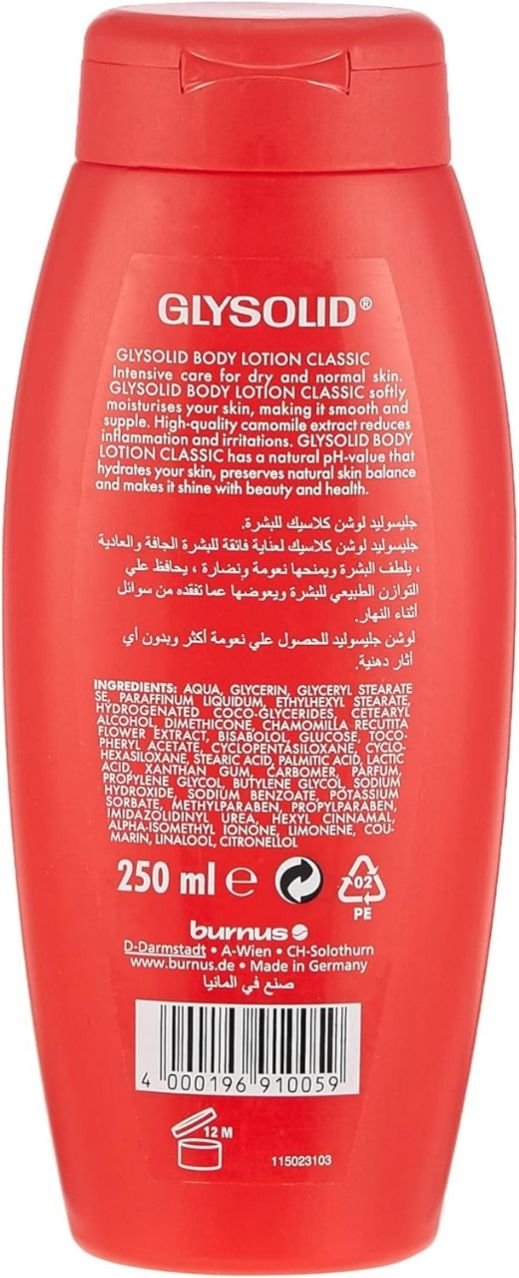 GLYSOLID®
GLYSOLID BODY LOTION CLASSIC
Intensive care for dry and normal skin.
GLYSOLID BODY LOTION CLASSIC softly
moisturises your skin, making it smooth and
supple. High-quality camomile extract reduces
inflammation and irritations. GLYSOLID BODY
LOTION CLASSIC has a natural pH-value that
hydrates your skin, preserves natural skin balance
and makes it shine with beauty and health.
جليسوليد لوشن كلاسيك للبشرة.
جليسوليد لوشن كلاسيك لعناية فائقة للبشرة الجافة والعادية
، يلطف البشرة ويمنحها نعومة ونضارة ، يحافظ علي
التوازن الطبيعي للبشرة ويعوضها عما تفقده من سوائل
أثناء النهار.
لوشن جليسوليد للحصول علي نعومة أكثر وبدون أي
آثار دهنية.
INGREDIENTS: AQUA, GLYCERIN, GLYCERYL STEARATE
SE, PARAFFINUM LIQUIDUM, ETHYLHEXYL STEARATE,
HYDROGENATED COCO-GLYCERIDES, CETEARYL
ALCOHOL, DIMETHICONE, CHAMOMILLA RECUTITA
FLOWER EXTRACT, BISABOLOL, GLUCOSE, TOCO-
PHERYL ACETATE, CYCLOPENTASILOXANE, CYCLO-
HEXASILOXANE, STEARIC ACID, PALMITIC ACID, LACTIC
ACID, XANTHAN GUM, CARBOMER, PARFUM,
PROPYLENE GLYCOL, BUTYLENE GLYCOL, SODIUM
HYDROXIDE, SODIUM BENZOATE, POTASSIUM
SORBATE, METHYLPARABEN, PROPYLPARABEN,
IMIDAZOLIDINYL UREA, HEXYL CINNAMAL,
ALPHA-ISOMETHYL IONONE, LIMONENE, COU-
MARIN, LINALOOL, CITRONELLOL
250 ml e
02
PE
burnus
D-Darmstadt • A-Wien • CH-Solothurn
www.burnus.de • Made in Germany
صنع في المانيا
4 000196 910059
12 M
115023103